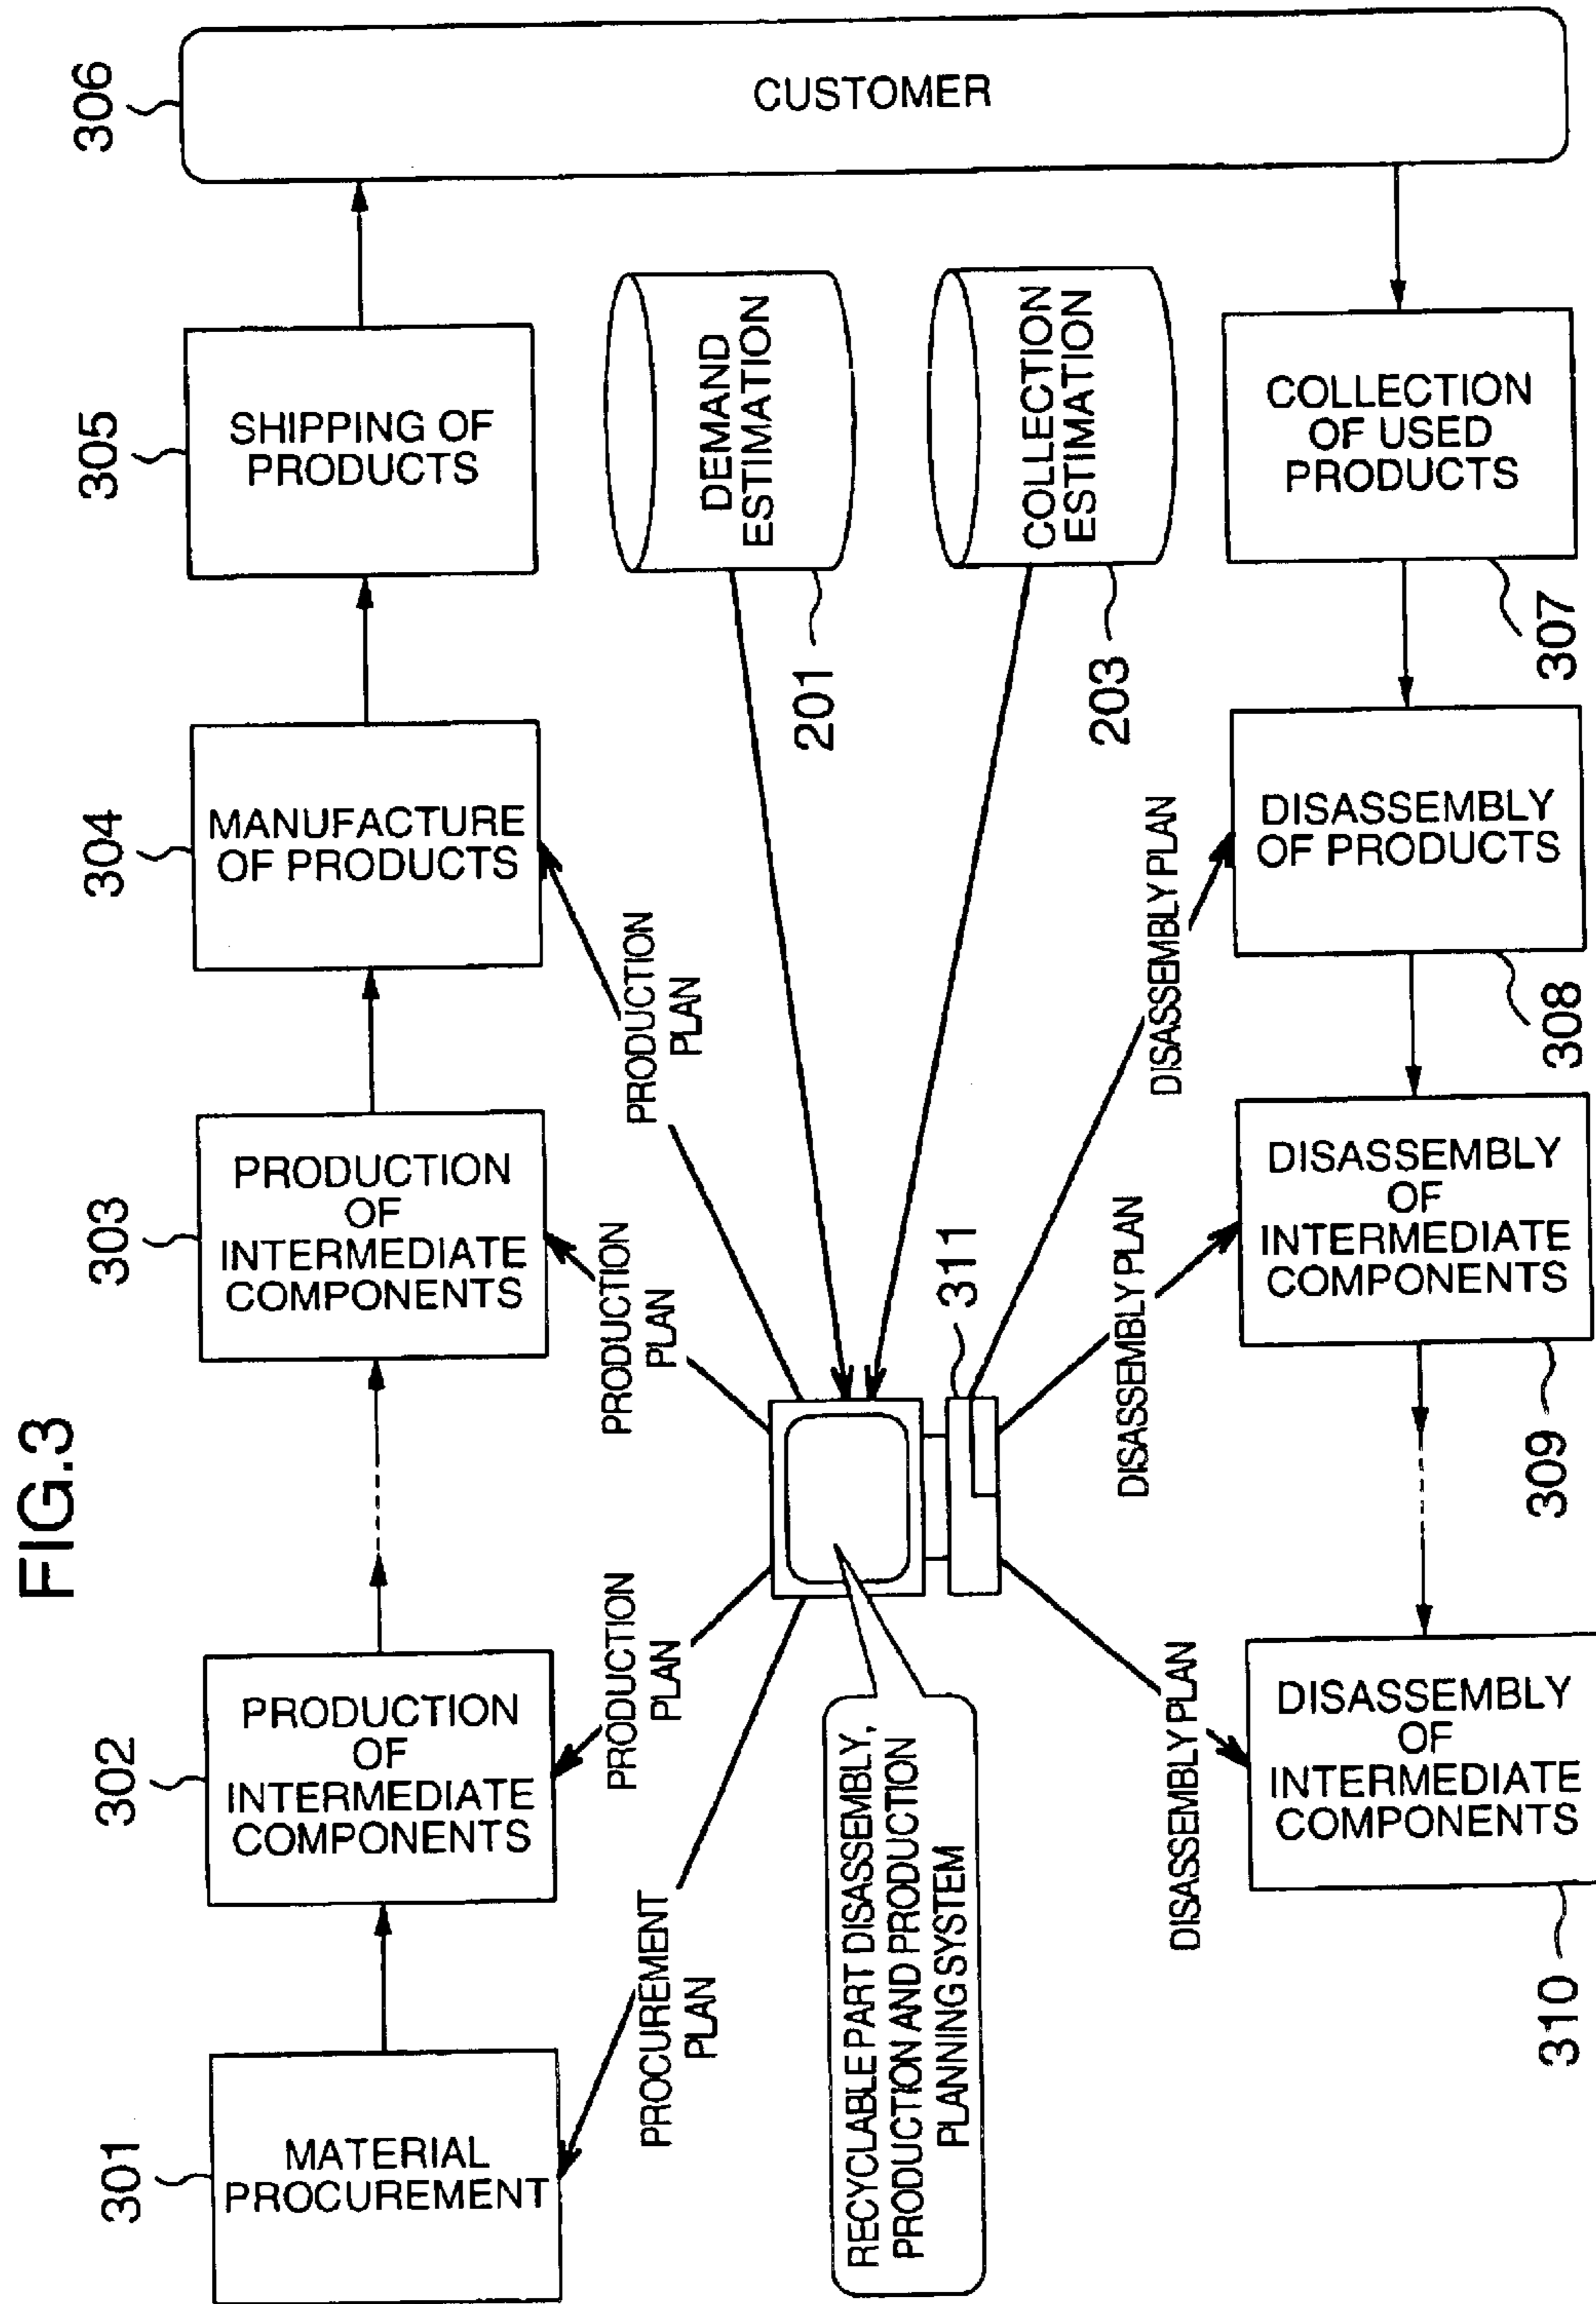 FIG.3
301
MATERIAL
PROCUREMENT
302
PRODUCTION
OF
INTERMEDIATE
COMPONENTS
303
PRODUCTION
OF
INTERMEDIATE
COMPONENTS
304
MANUFACTURE
OF PRODUCTS
305
SHIPPING OF
PRODUCTS
306
CUSTOMER
PROCUREMENT
PLAN
PRODUCTION
PLAN
PRODUCTION
PLAN
PRODUCTION
PLAN
DEMAND
ESTIMATION
201
COLLECTION
ESTIMATION
203
RECYCLABLE PART DISASSEMBLY,
PRODUCTION AND PRODUCTION
PLANNING SYSTEM
311
DISASSEMBLY PLAN
DISASSEMBLY PLAN
DISASSEMBLY PLAN
DISASSEMBLY
OF
INTERMEDIATE
COMPONENTS
310
DISASSEMBLY
OF
INTERMEDIATE
COMPONENTS
309
DISASSEMBLY
OF PRODUCTS
308
COLLECTION
OF USED
PRODUCTS
307